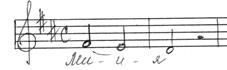 ми - и - я